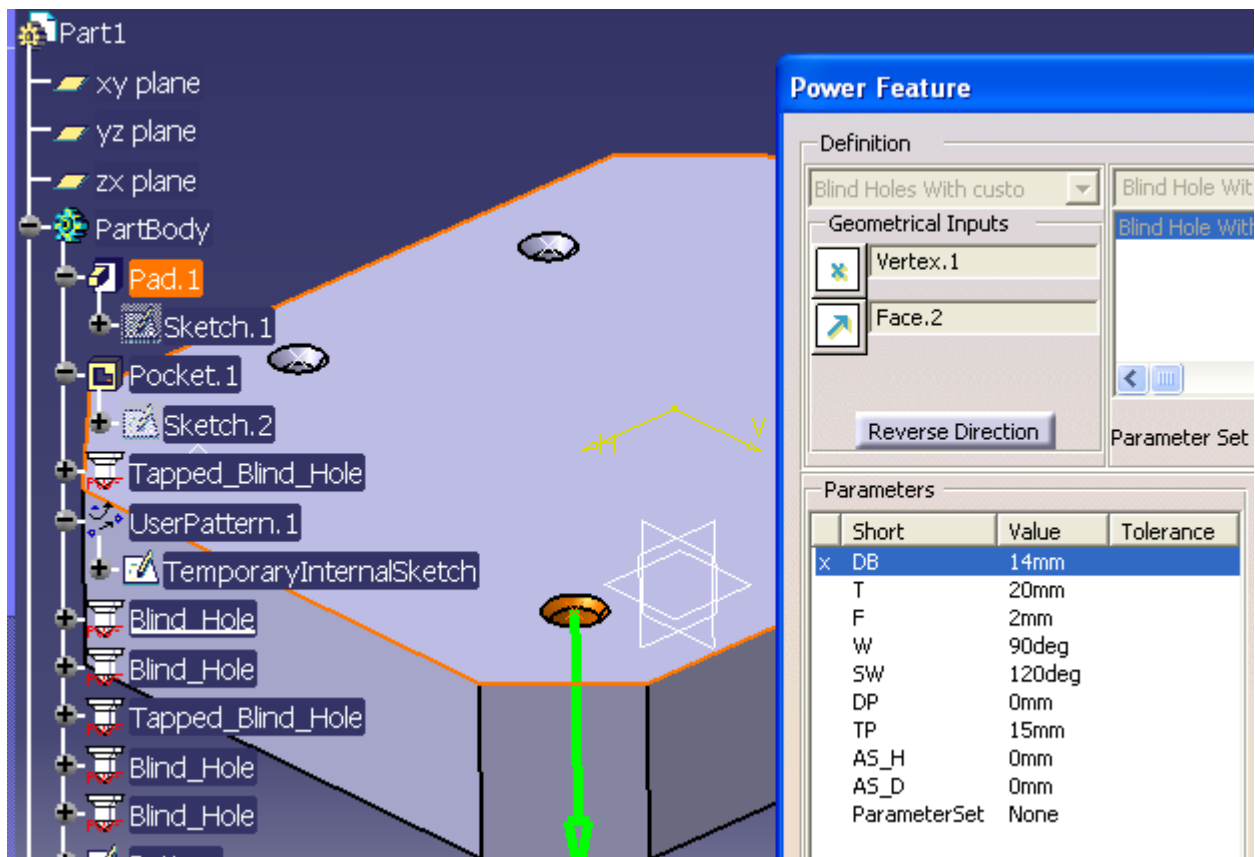 Part1
xy plane
yz plane
zx plane
PartBody
Pad.1
Sketch.1
Pocket.1
Sketch.2
Tapped_Blind_Hole
UserPattern.1
TemporaryInternalSketch
Blind_Hole
Blind_Hole
Tapped_Blind_Hole
Blind_Hole
Blind_Hole
H
V
Power Feature
Definition
Blind Holes With custo
Blind Hole Wit
Geometrical Inputs
Blind Hole With
Vertex.1
Face.2
Reverse Direction
Parameter Set
Parameters
Short Value Tolerance
x DB 14mm
T 20mm
F 2mm
W 90deg
SW 120deg
DP 0mm
TP 15mm
AS_H 0mm
AS_D 0mm
ParameterSet None